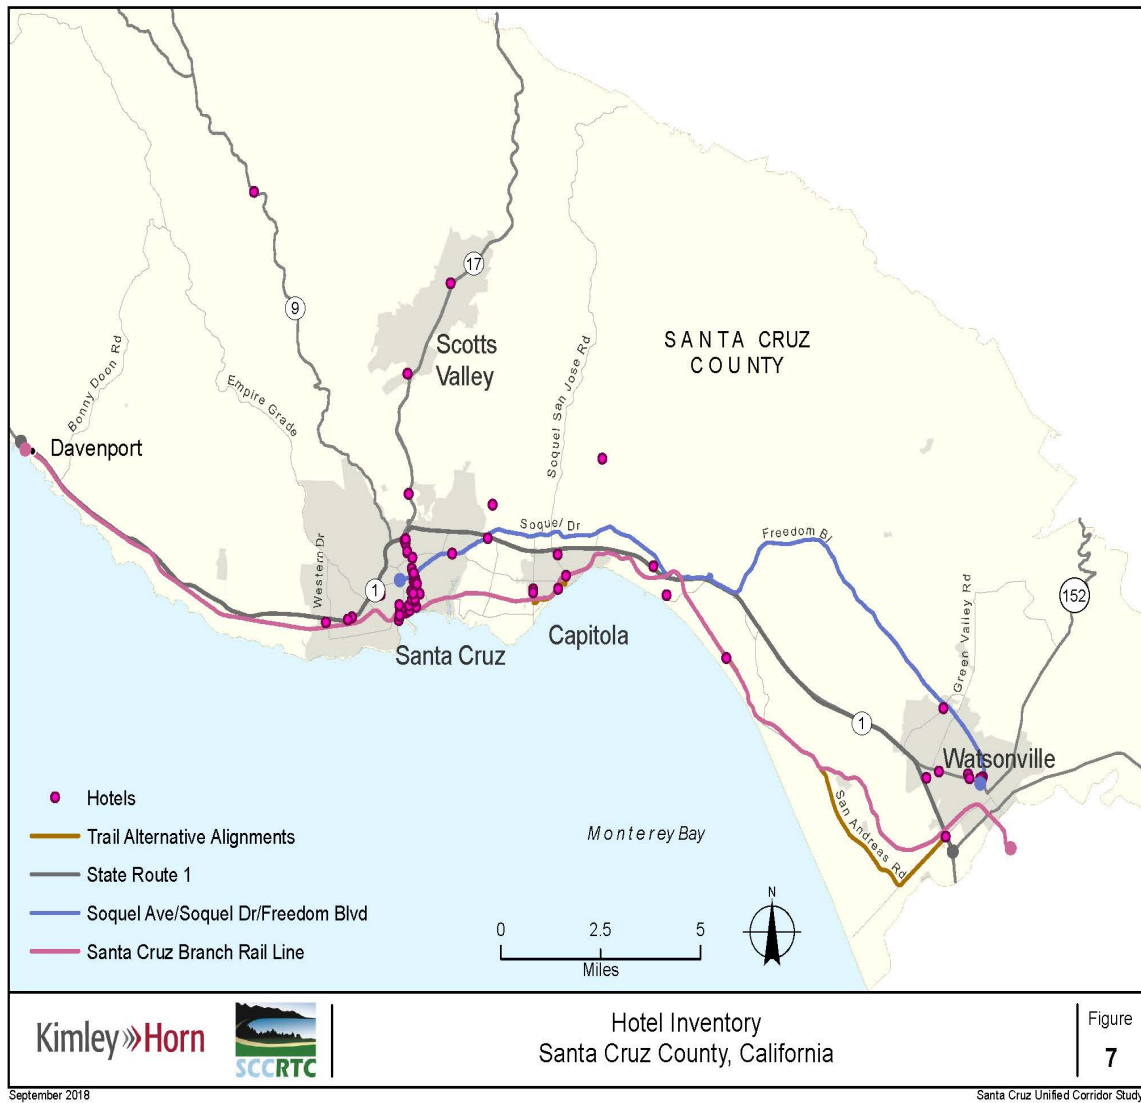 17
9
Scotts
Valley
SANTA CRUZ
COUNTY
Bonny Doon Rd
Empire Grade
Soquel San Jose Rd
Davenport
Soquel Dr
Freedom Bl
Western Dr
1
152
Green Valley Rd
Santa Cruz
Capitola
1
Watsonville
San Andreas Rd
Monterey Bay
Hotels
Trail Alternative Alignments
State Route 1
Soquel Ave/Soquel Dr/Freedom Blvd
Santa Cruz Branch Rail Line
N
0 2.5 5
Miles
Kimley»Horn
SCCRTC
Hotel Inventory
Santa Cruz County, California
Figure
7
September 2018
Santa Cruz Unified Corridor Study